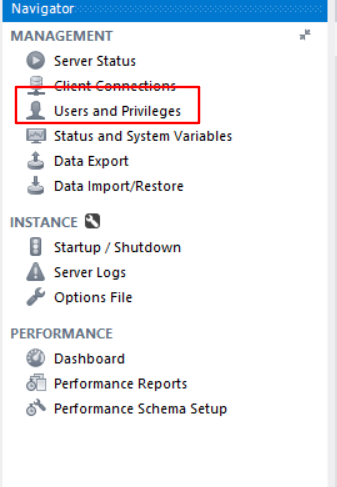 Navigator
MANAGEMENT
Server Status
Client Connections
Users and Privileges
Status and System Variables
Data Export
Data Import/Restore
INSTANCE
Startup / Shutdown
Server Logs
Options File
PERFORMANCE
Dashboard
Performance Reports
Performance Schema Setup